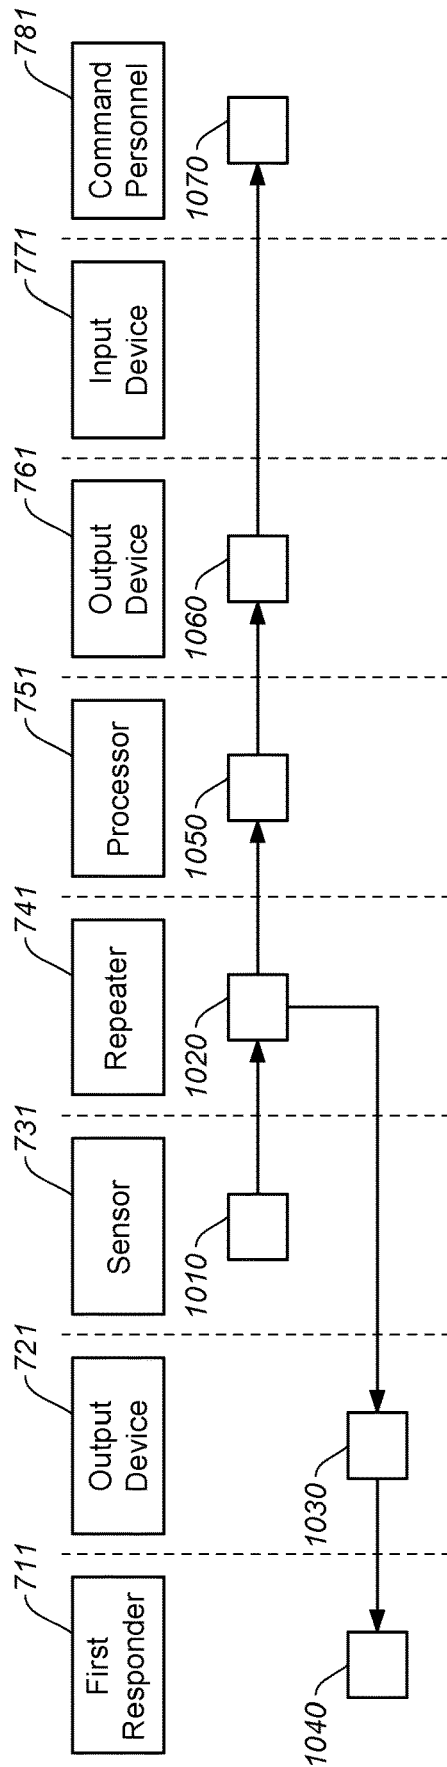 711
First
Responder
721
Output
Device
731
Sensor
741
Repeater
751
Processor
761
Output
Device
771
Input
Device
781
Command
Personnel
1010
1020
1050
1060
1070
1040
1030